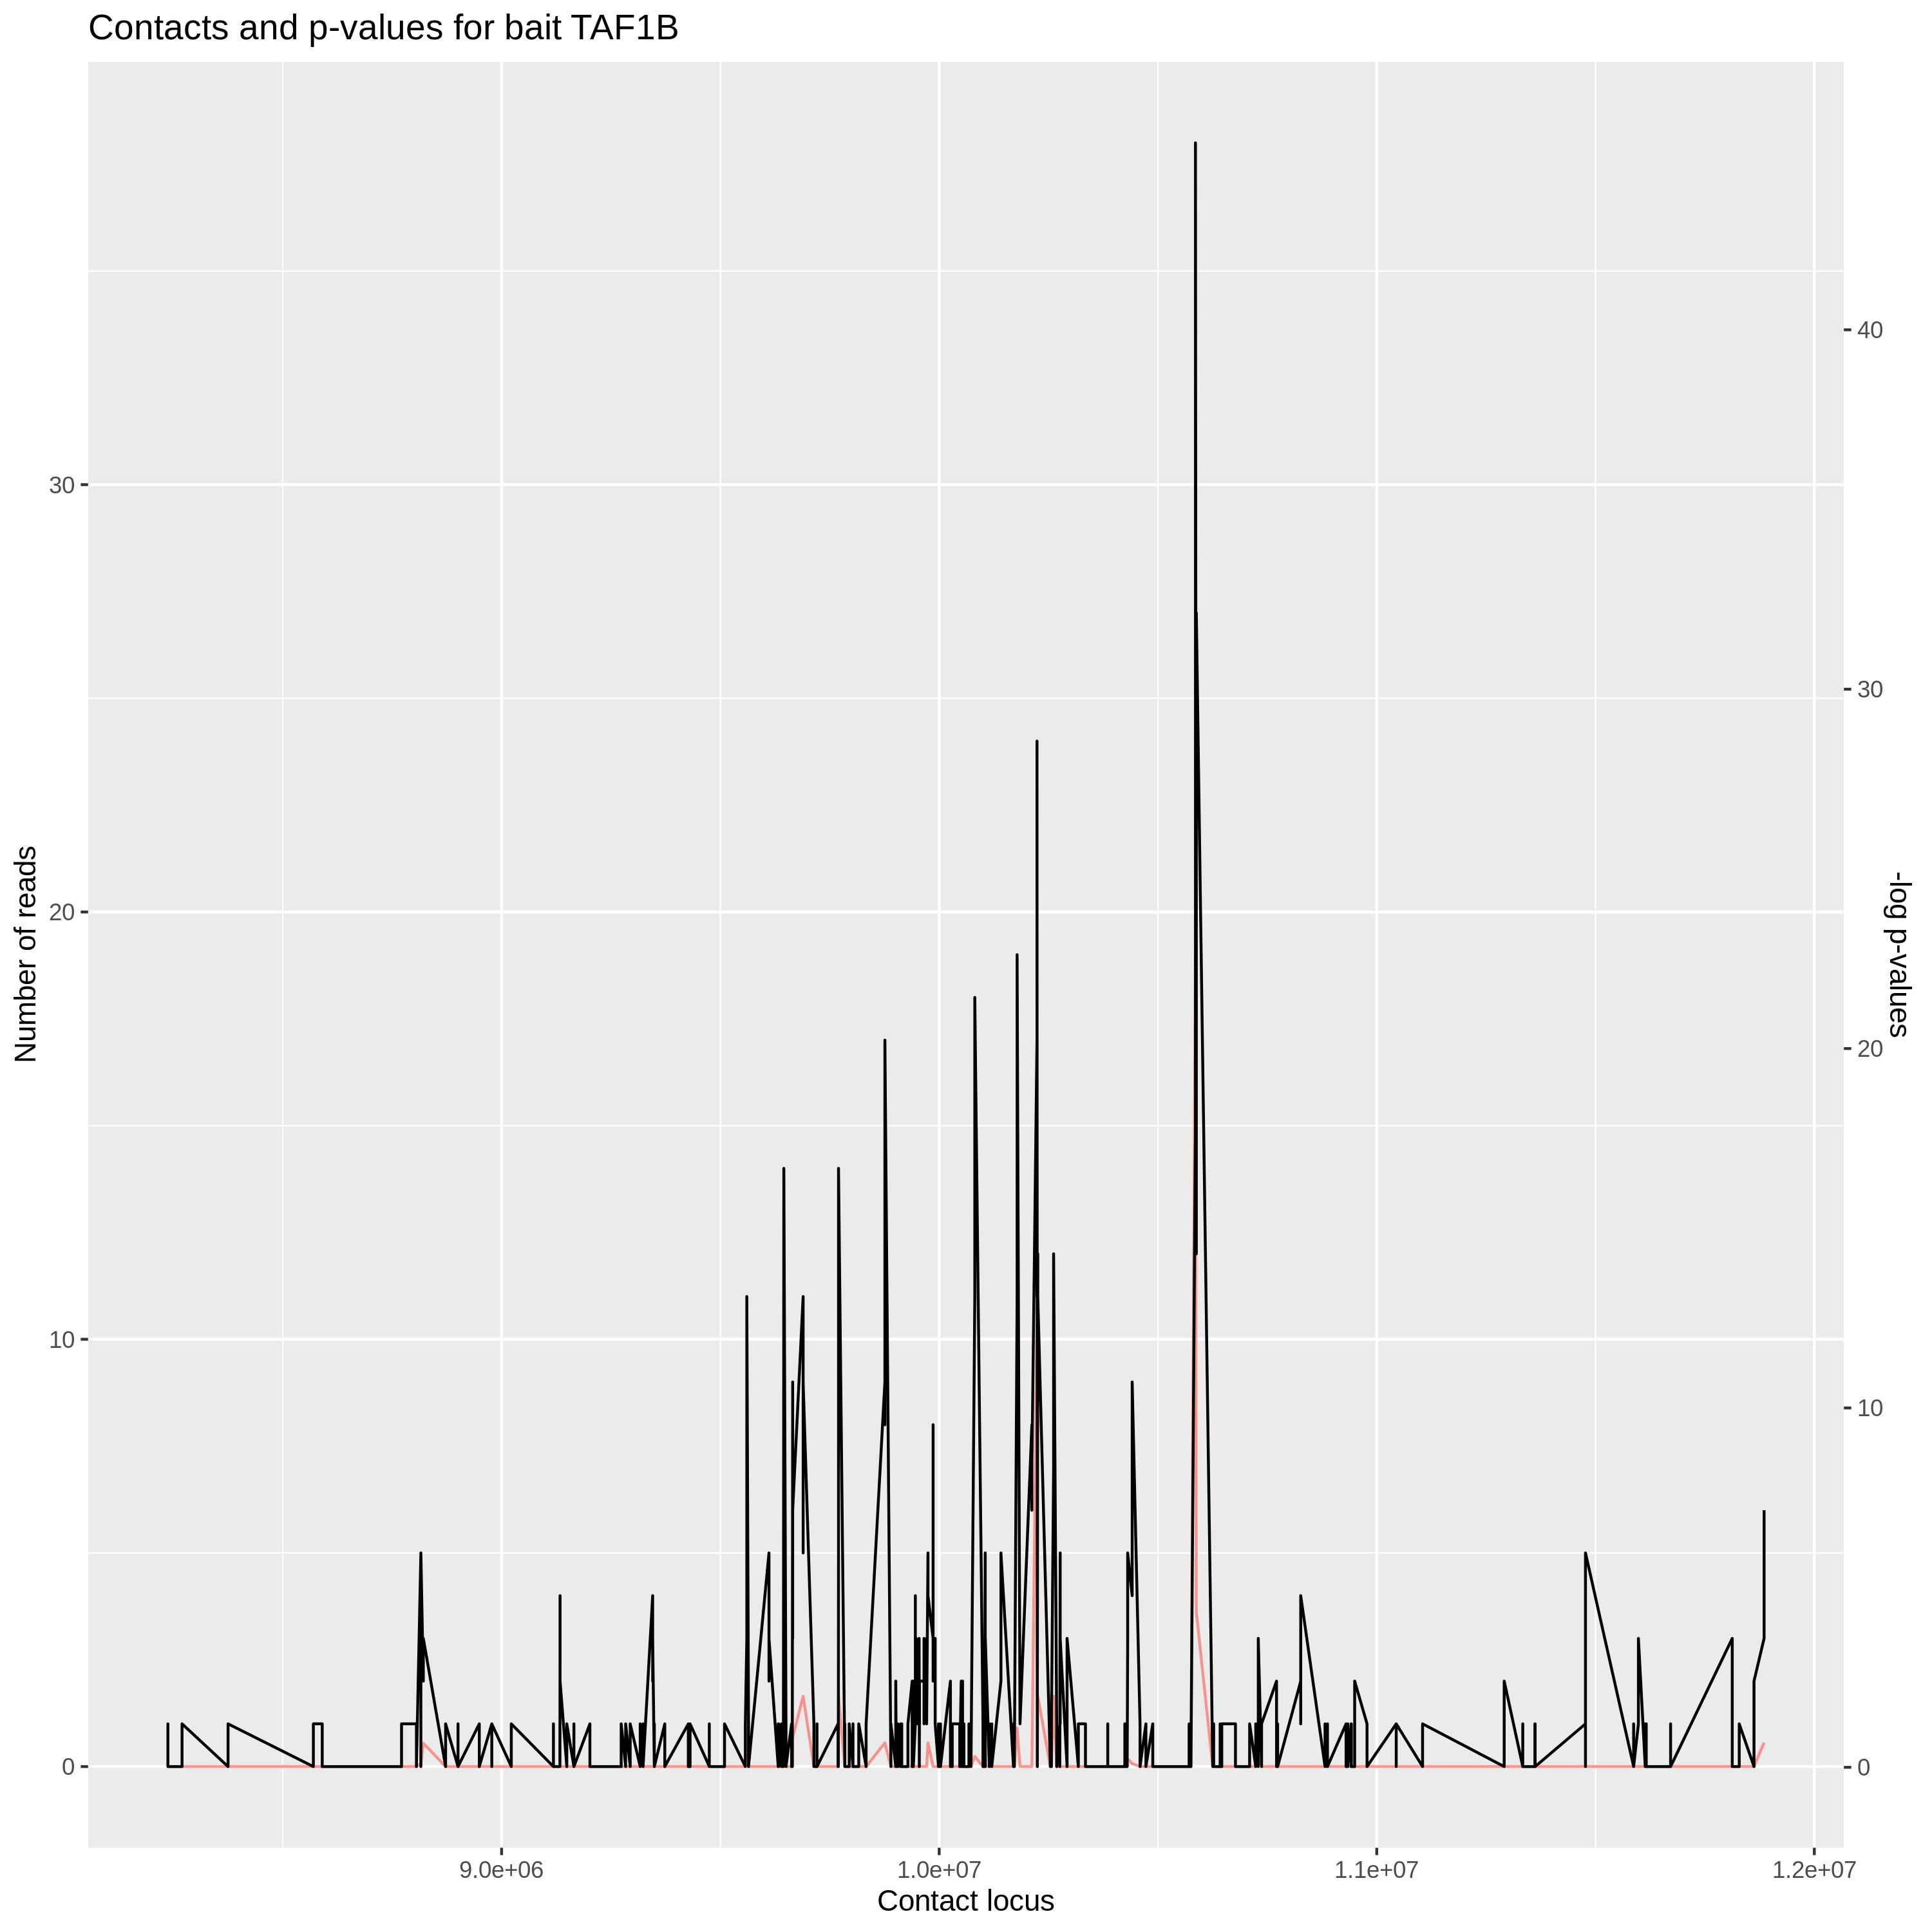 Contacts and p-values for bait TAF1B
Number of reads
30
20
10
0
40
30
20
10
0
-log p-values
9.0e+06
1.0e+07
1.1e+07
1.2e+07
Contact locus